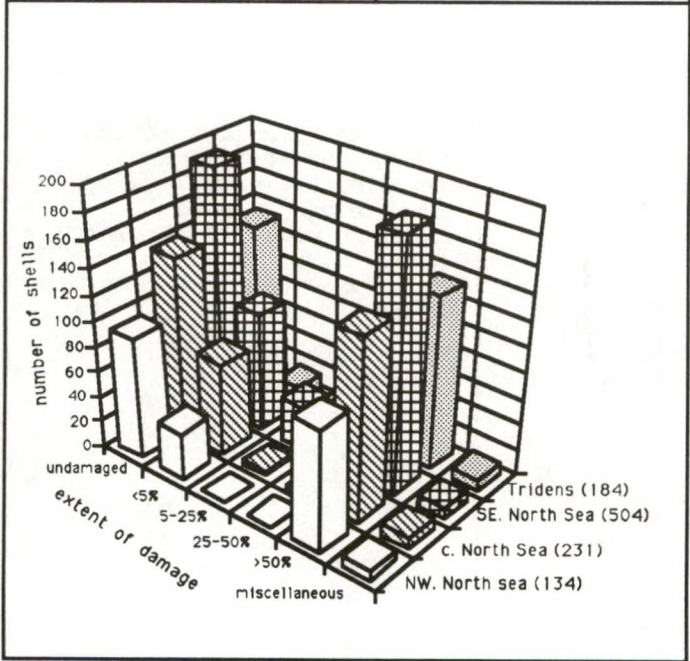 200
180
160
140
120
100
80
60
40
20
0
number of shells
undamaged
<5%
5-25%
25-50%
>50%
miscellaneous
extent of damage
Tridens (184)
SE. North Sea (504)
c. North Sea (231)
NW. North sea (134)